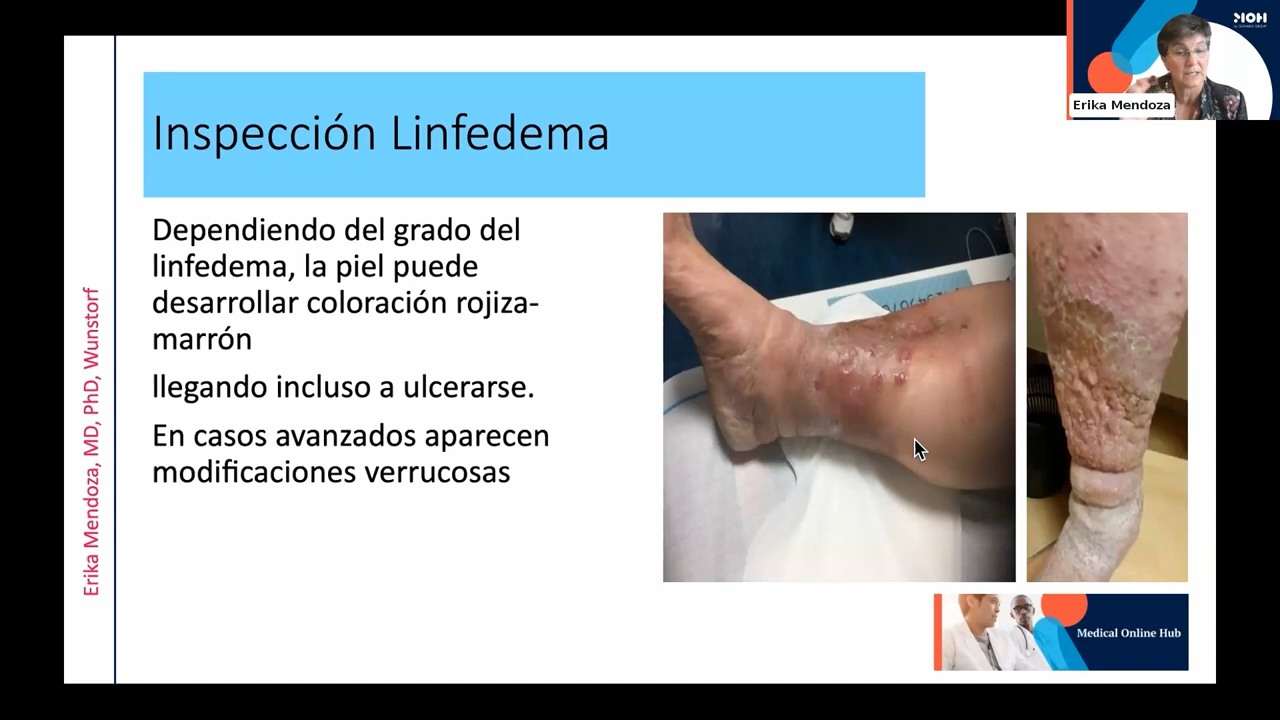 MOH
Erika Mendoza
Inspección Linfedema
Dependiendo del grado del
linfedema, la piel puede
desarrollar coloración rojiza-
marrón
llegando incluso a ulcerarse.
En casos avanzados aparecen
modificaciones verrucosas
Erika Mendoza, MD, PhD, Wunstorf
Medical Online Hub